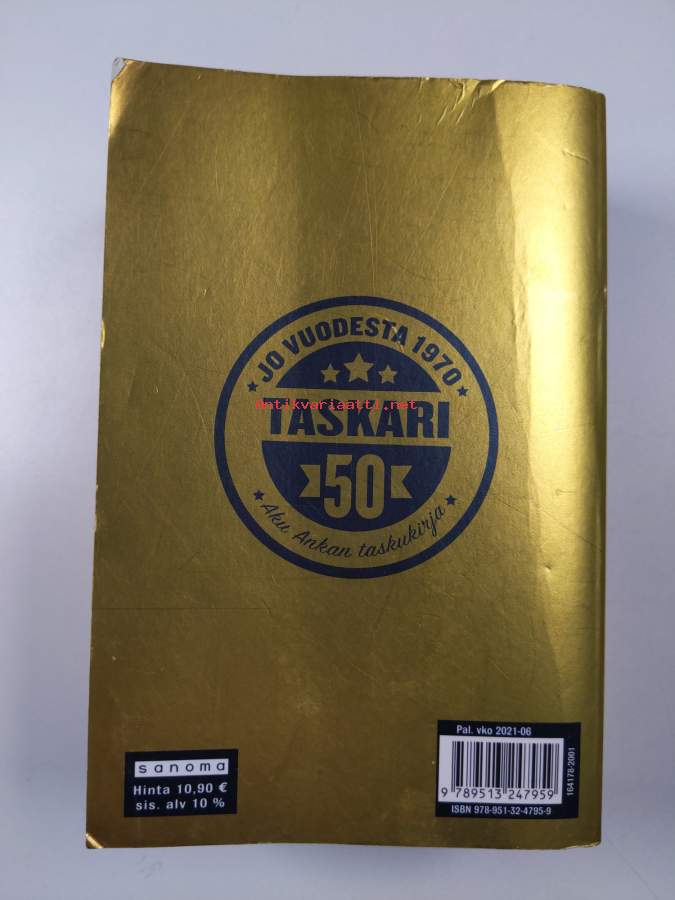 JO VUODESTA 1970
Antikvariaatti.net
TASKARI
50
Aku Ankan taskukirja
Pal. vko 2021-06
sanoma
Hinta 10,90 €
sis. alv 10 %
9 789513 247959
ISBN 978-951-32-4795-9
164178-2001